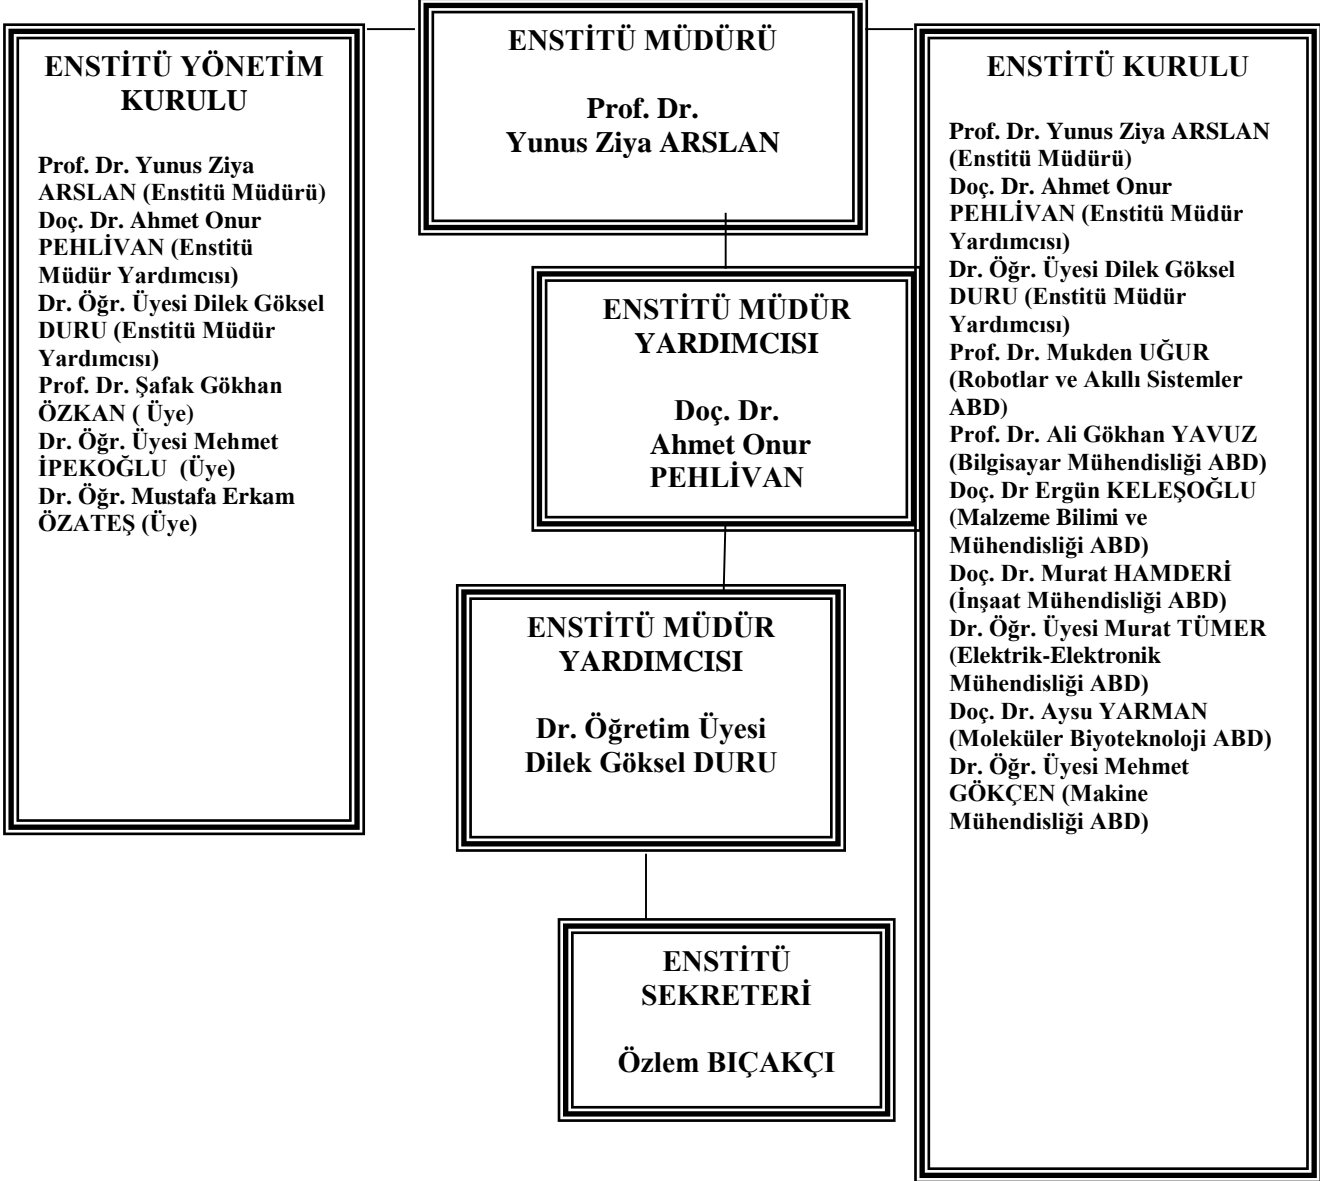 ENSTİTÜ YÖNETİM
KURULU
Prof. Dr. Yunus Ziya
ARSLAN (Enstitü Müdürü)
Doç. Dr. Ahmet Onur
PEHLİVAN (Enstitü
Müdür Yardımcısı)
Dr. Öğr. Üyesi Dilek Göksel
DURU (Enstitü Müdür
Yardımcısı)
Prof. Dr. Şafak Gökhan
ÖZKAN ( Üye)
Dr. Öğr. Üyesi Mehmet
İPEKOĞLU  (Üye)
Dr. Öğr. Mustafa Erkam
ÖZATEŞ (Üye)
ENSTİTÜ MÜDÜRÜ
Prof. Dr.
Yunus Ziya ARSLAN
ENSTİTÜ MÜDÜR
YARDIMCISI
Doç. Dr.
Ahmet Onur
PEHLİVAN
ENSTİTÜ MÜDÜR
YARDIMCISI
Dr. Öğretim Üyesi
Dilek Göksel DURU
ENSTİTÜ
SEKRETERİ
Özlem BIÇAKÇI
ENSTİTÜ KURULU
Prof. Dr. Yunus Ziya ARSLAN
(Enstitü Müdürü)
Doç. Dr. Ahmet Onur
PEHLİVAN (Enstitü Müdür
Yardımcısı)
Dr. Öğr. Üyesi Dilek Göksel
DURU (Enstitü Müdür
Yardımcısı)
Prof. Dr. Mukden UĞUR
(Robotlar ve Akıllı Sistemler
ABD)
Prof. Dr. Ali Gökhan YAVUZ
(Bilgisayar Mühendisliği ABD)
Doç. Dr Ergün KELEŞOĞLU
(Malzeme Bilimi ve
Mühendisliği ABD)
Doç. Dr. Murat HAMDERİ
(İnşaat Mühendisliği ABD)
Dr. Öğr. Üyesi Murat TÜMER
(Elektrik-Elektronik
Mühendisliği ABD)
Doç. Dr. Aysu YARMAN
(Moleküler Biyoteknoloji ABD)
Dr. Öğr. Üyesi Mehmet
GÖKÇEN (Makine
Mühendisliği ABD)